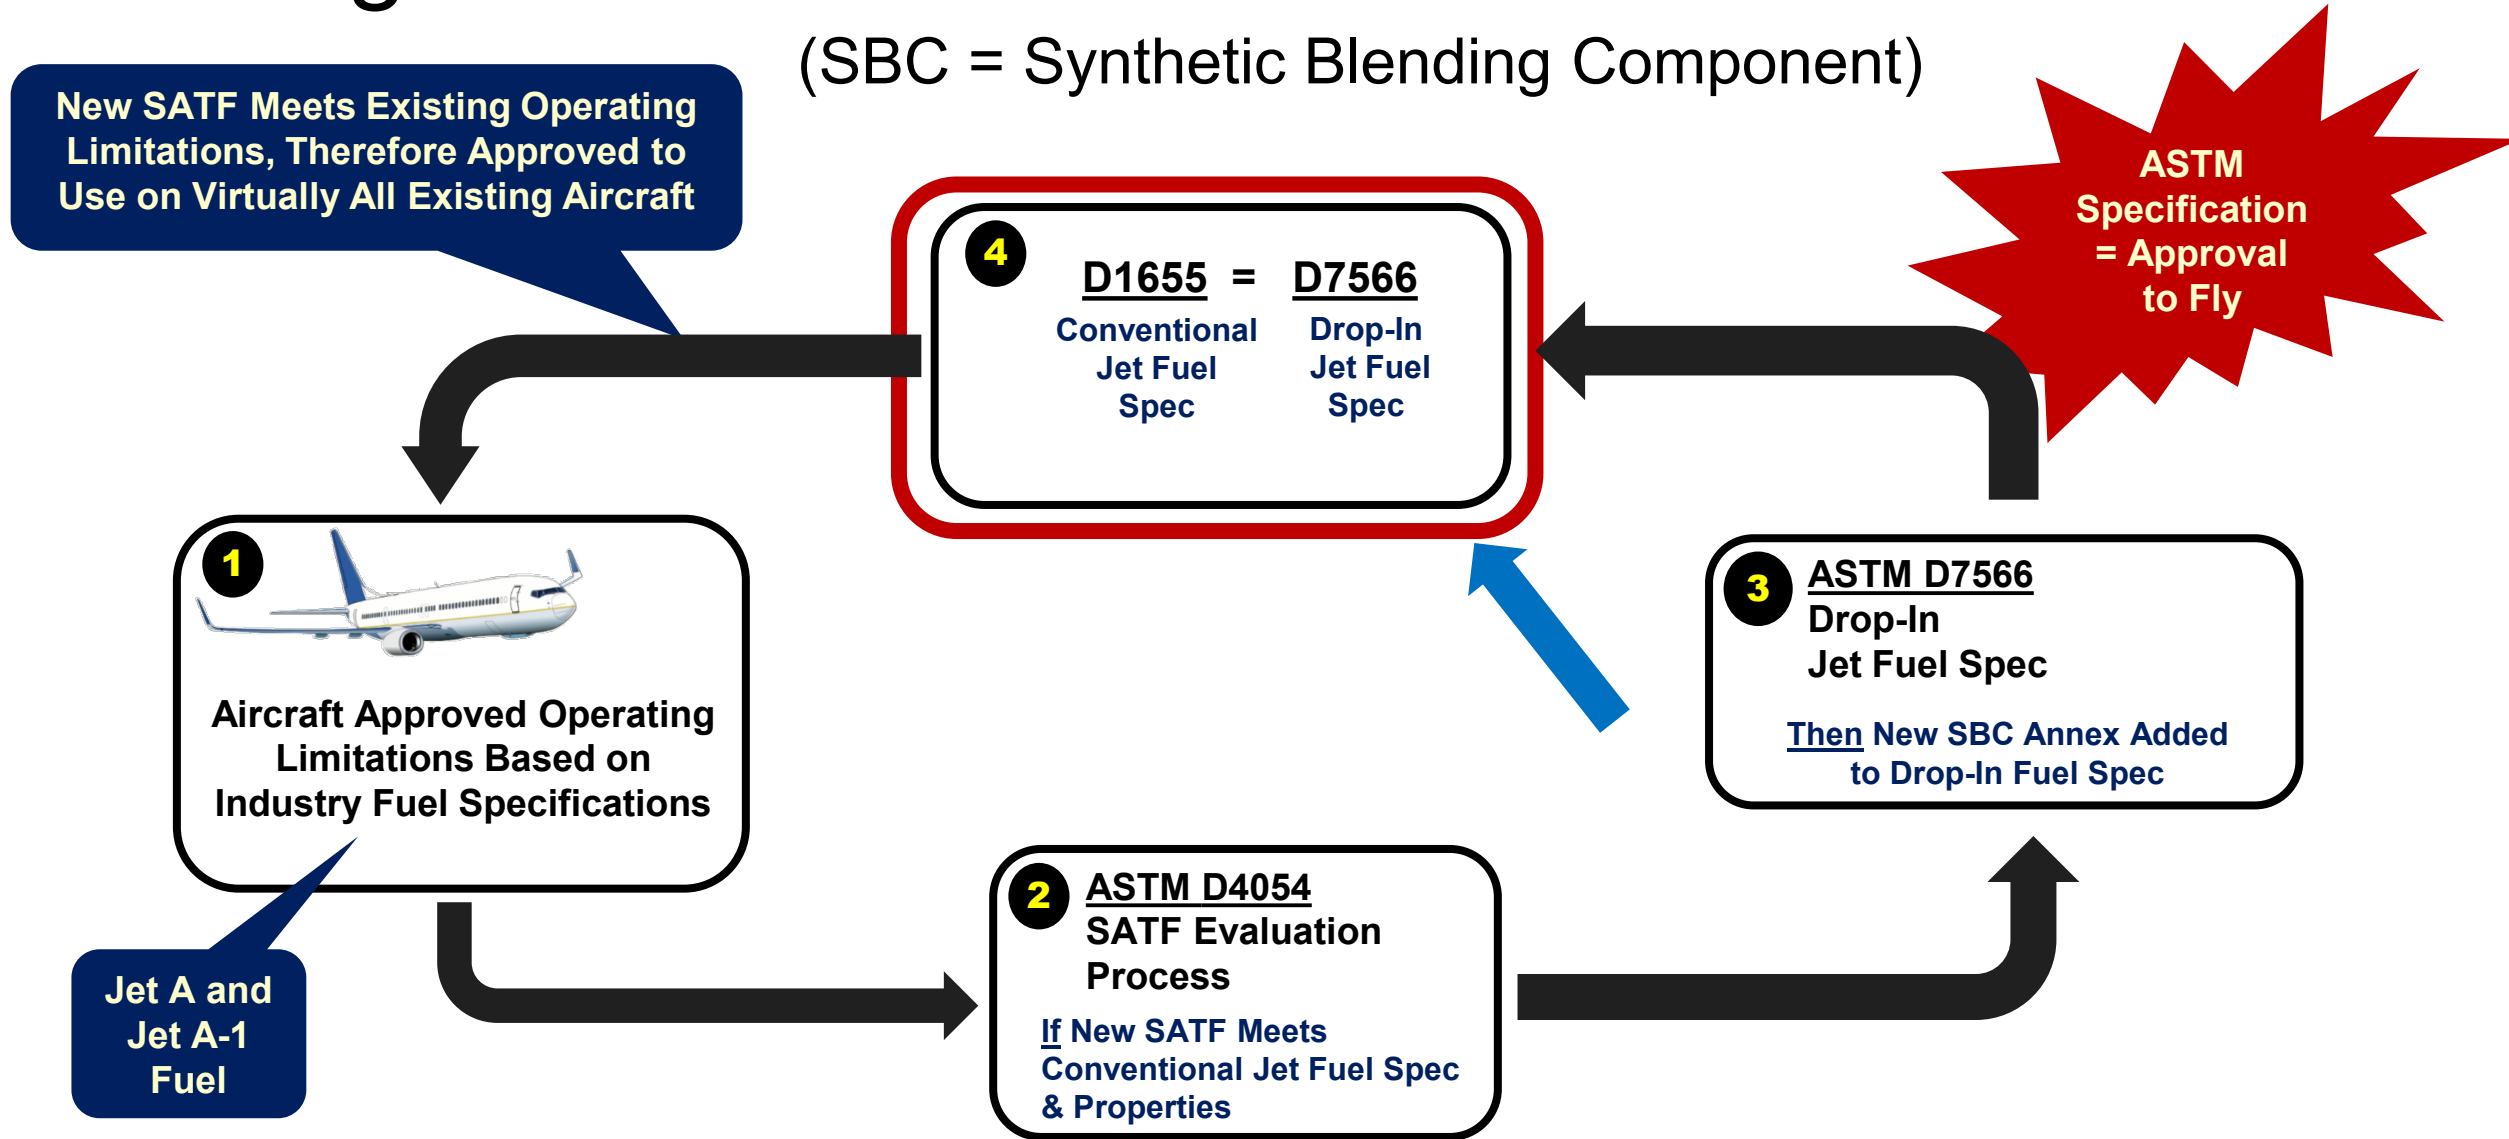 (SBC = Synthetic Blending Component)
New SATF Meets Existing Operating
Limitations, Therefore Approved to
Use on Virtually All Existing Aircraft
ASTM
Specification
= Approval
to Fly
4
D1655 = D7566
Conventional
Jet Fuel
Spec
Drop-In
Jet Fuel
Spec
1
Aircraft Approved Operating
Limitations Based on
Industry Fuel Specifications
Jet A and
Jet A-1
Fuel
2
ASTM D4054
SATF Evaluation
Process
If New SATF Meets
Conventional Jet Fuel Spec
& Properties
3
ASTM D7566
Drop-In
Jet Fuel Spec
Then New SBC Annex Added
to Drop-In Fuel Spec